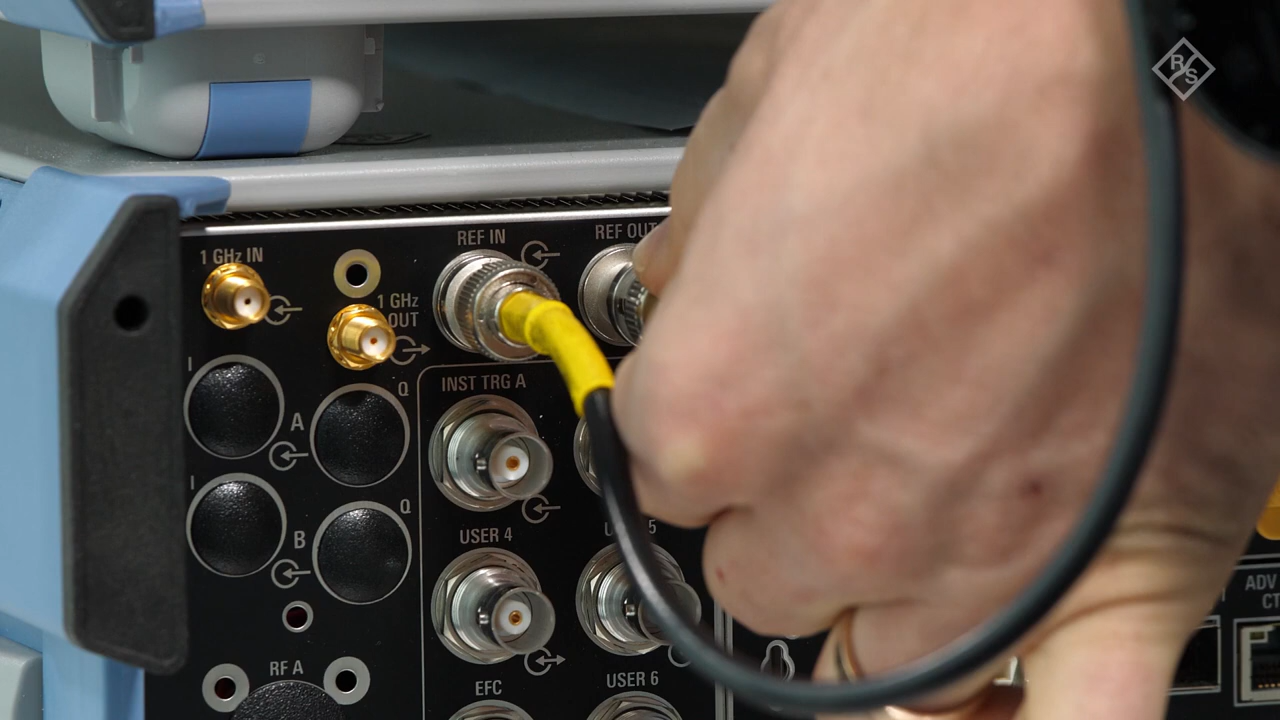 R/S
REF IN
REF OUT
1 GHz IN
1 GHz
OUT
I
Q
INST TRG A
A
I
Q
B
USER 4
RF A
EFC
USER 6
ADV
CT